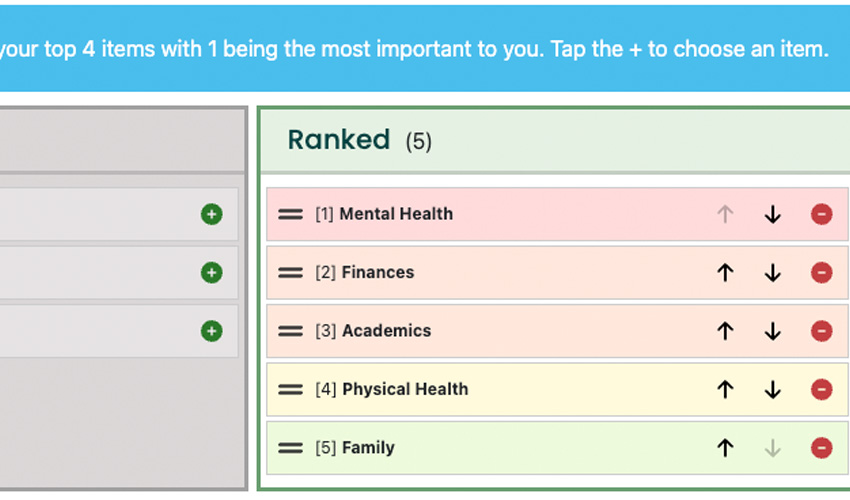 your top 4 items with 1 being the most important to you. Tap the + to choose an item.
Ranked (5)
[1] Mental Health
[2] Finances
[3] Academics
[4] Physical Health
[5] Family